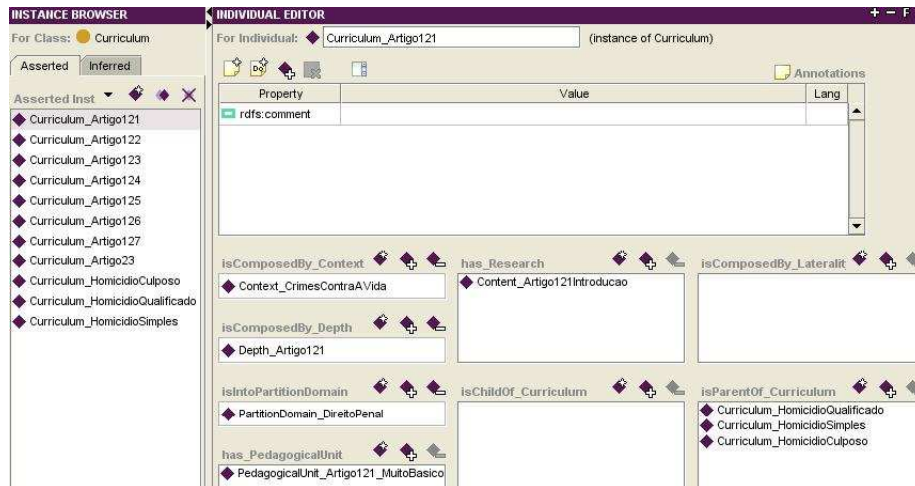 INSTANCE BROWSER
For Class: Curriculum
Asserted Inferred
Asserted Inst
Curriculum_Artigo121
Curriculum_Artigo122
Curriculum_Artigo123
Curriculum_Artigo124
Curriculum_Artigo125
Curriculum_Artigo126
Curriculum_Artigo127
Curriculum_Artigo23
Curriculum_HomicidioCulposo
Curriculum_HomicidioQualificado
Curriculum_HomicidioSimples
INDIVIDUAL EDITOR
+ − F
For Individual: Curriculum_Artigo121 (instance of Curriculum)
Annotations
Property Value Lang
rdfs:comment
isComposedBy_Context
Context_CrimesContraAVida
isComposedBy_Depth
Depth_Artigo121
isIntoPartitionDomain
PartitionDomain_DireitoPenal
has_PedagogicalUnit
PedagogicalUnit_Artigo121_MuitoBasico
has_Research
Content_Artigo121Introducao
isChildOf_Curriculum
isComposedBy_Lateralit
isParentOf_Curriculum
Curriculum_HomicidioQualificado
Curriculum_HomicidioSimples
Curriculum_HomicidioCulposo